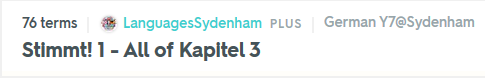 76 terms LanguagesSydenham PLUS German Y7@Sydenham
Stimmt! 1 - All of Kapitel 3